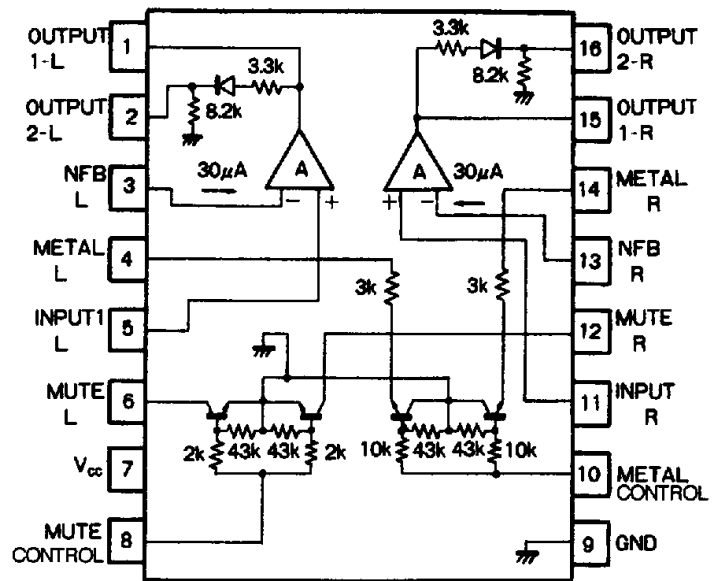 OUTPUT
1-L
1
3.3k
3.3k
16
OUTPUT
2-R
8.2k
8.2k
OUTPUT
2-L
2
15
OUTPUT
1-R
A
A
NFB
L
3
30μA
− +
+ −
30μA
14
METAL
R
METAL
L
4
3k
3k
13
NFB
R
INPUT1
L
5
12
MUTE
R
MUTE
L
6
11
INPUT
R
2k
43k
43k
2k
10k
43k
43k
10k
Vcc
7
10
METAL
CONTROL
MUTE
CONTROL
8
9
GND